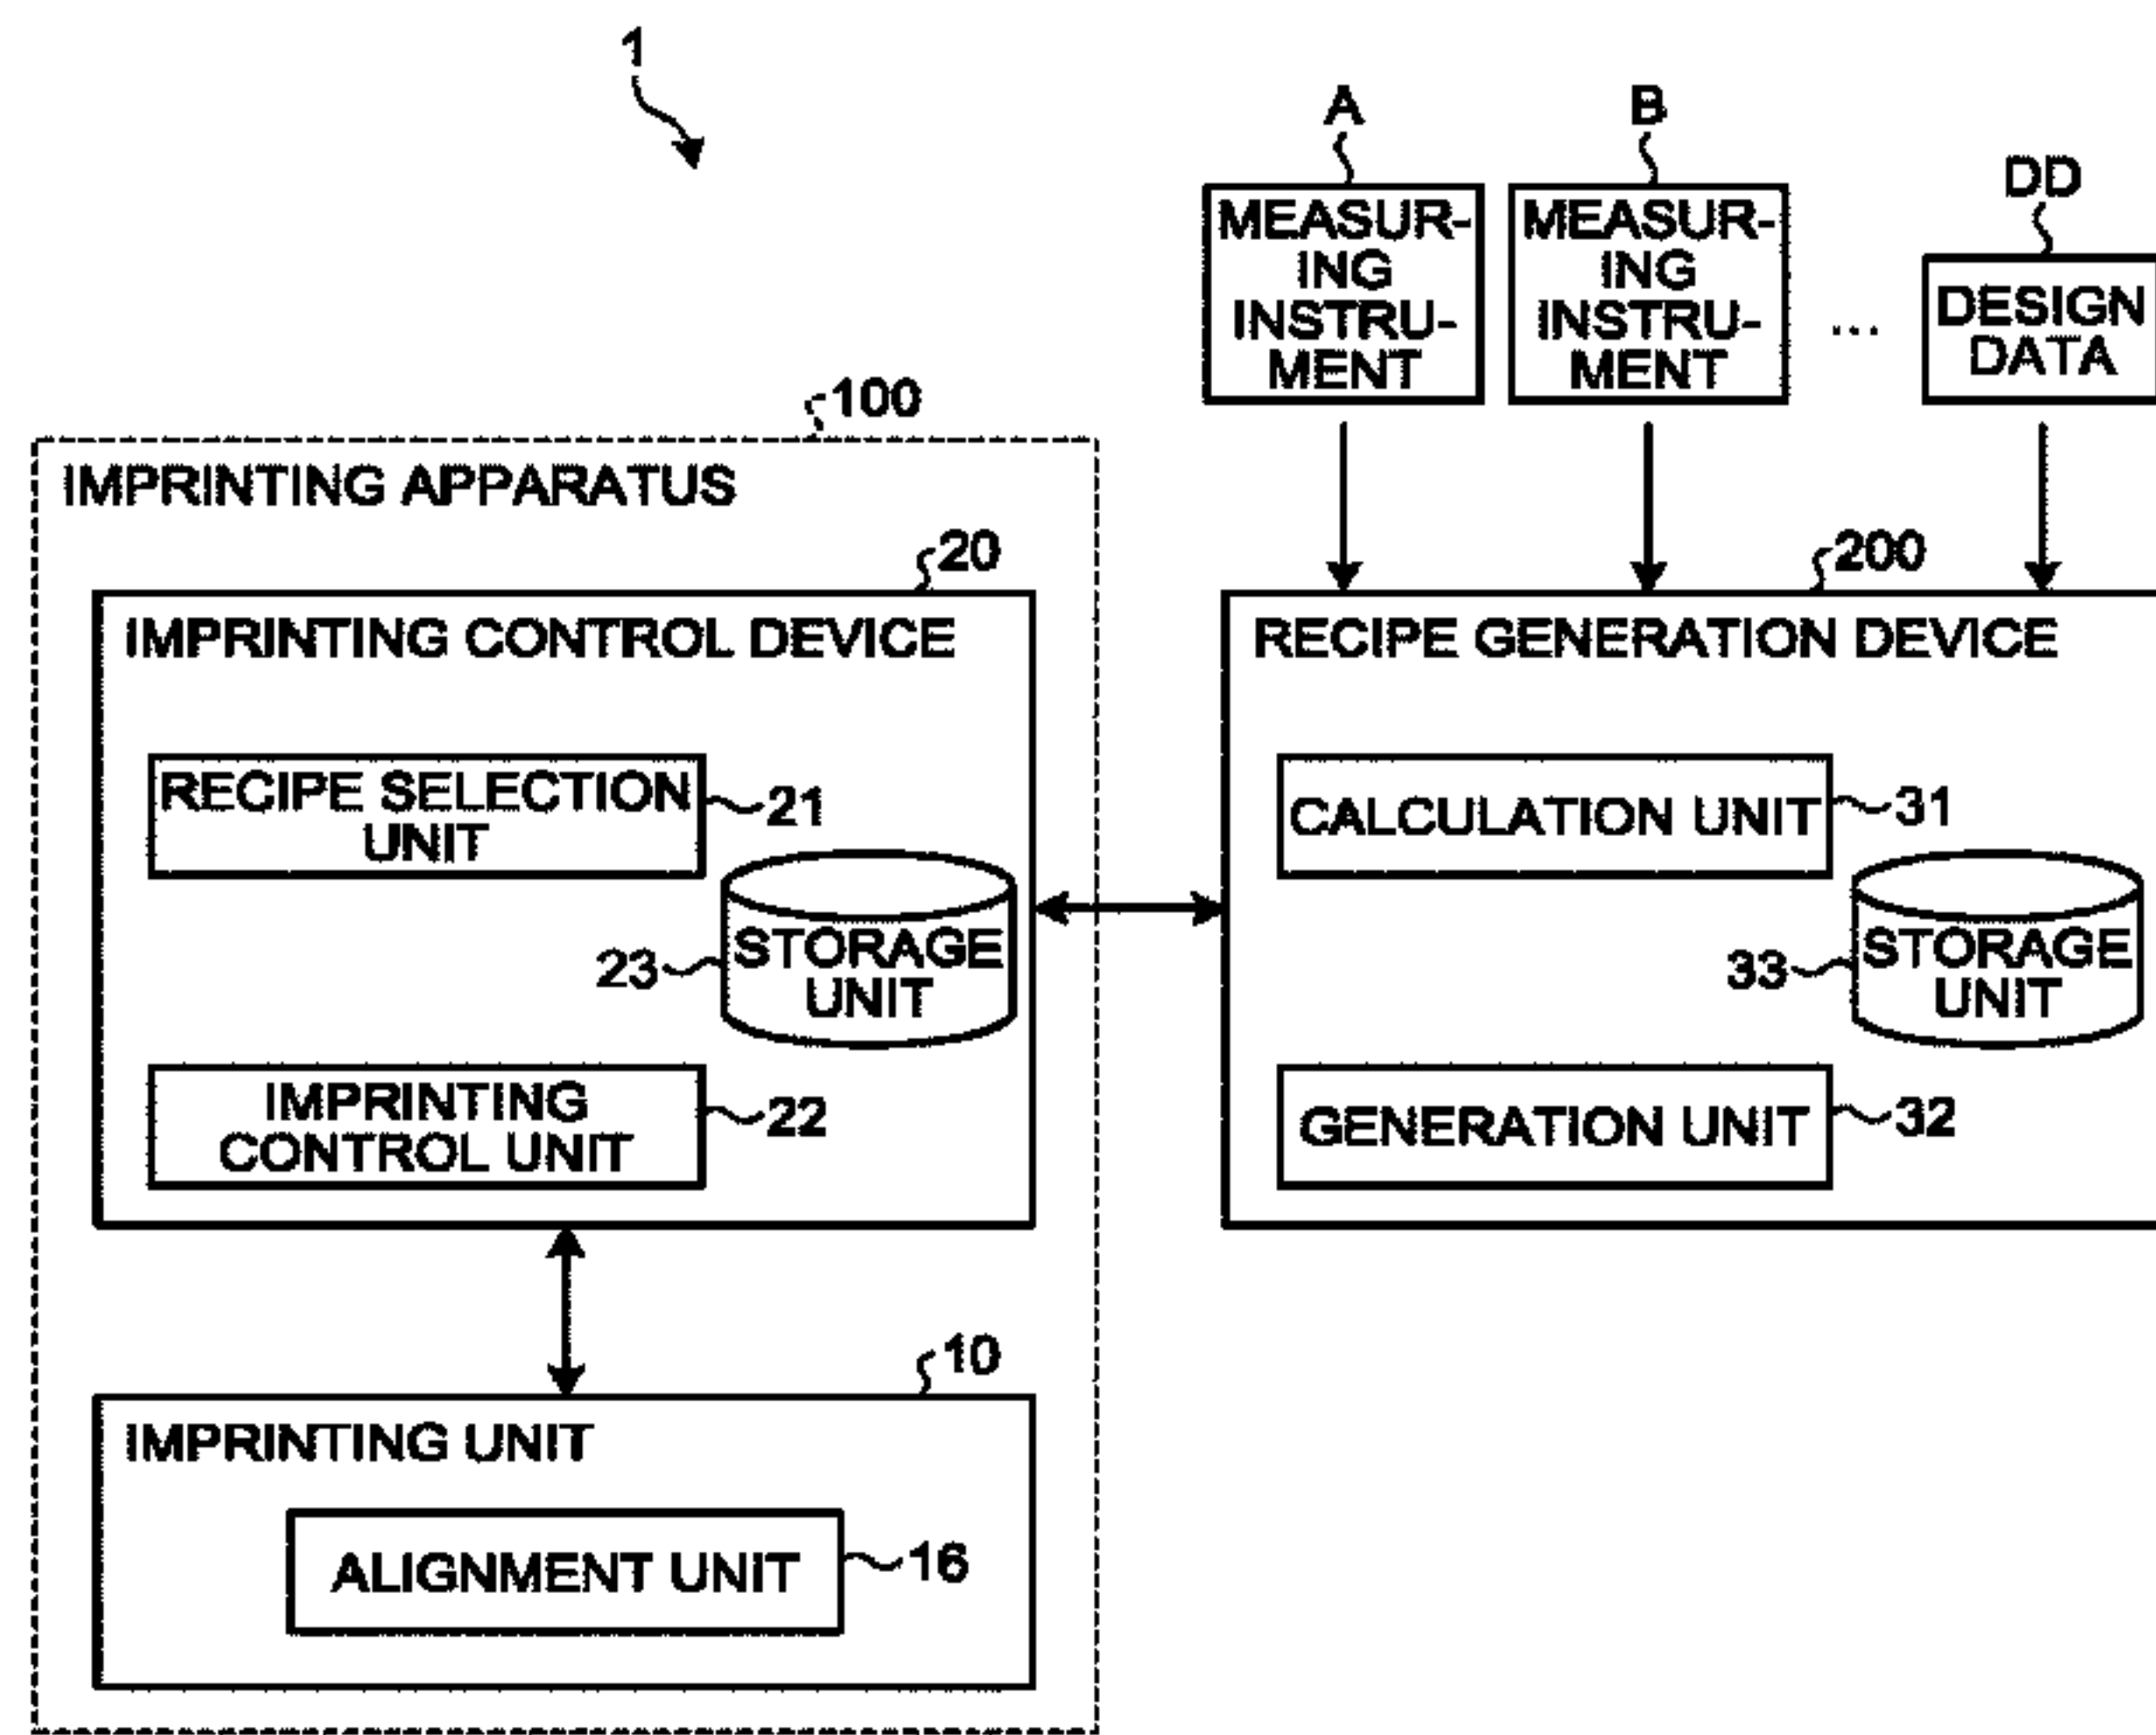 1
A
B
DD
MEASUR-
ING
INSTRU-
MENT
MEASUR-
ING
INSTRU-
MENT
...
DESIGN
DATA
100
IMPRINTING APPARATUS
20
IMPRINTING CONTROL DEVICE
RECIPE SELECTION
UNIT
21
23
STORAGE
UNIT
IMPRINTING
CONTROL UNIT
22
10
IMPRINTING UNIT
ALIGNMENT UNIT
16
200
RECIPE GENERATION DEVICE
CALCULATION UNIT
31
33
STORAGE
UNIT
GENERATION UNIT
32